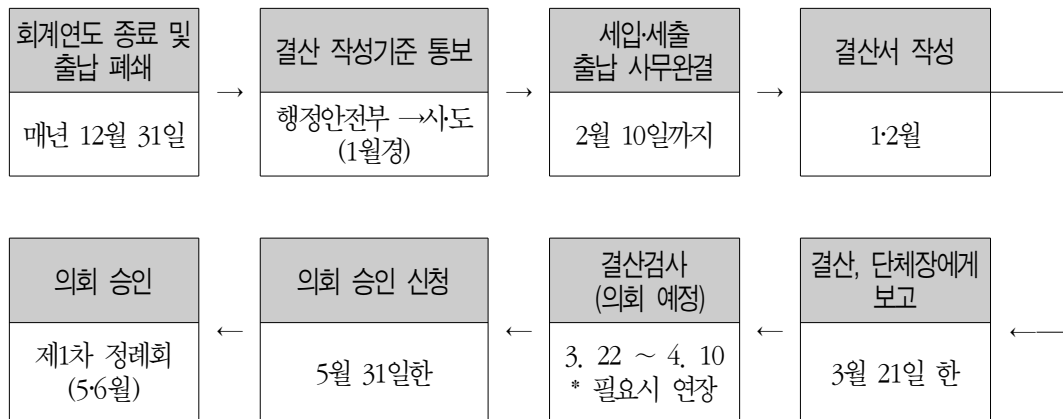 회계연도 종료 및
출납 폐쇄
매년 12월 31일
→
결산 작성기준 통보
행정안전부 →시·도
(1월경)
→
세입·세출
출납 사무완결
2월 10일까지
→
결산서 작성
1·2월
의회 승인
제1차 정례회
(5·6월)
←
의회 승인 신청
5월 31일한
←
결산검사
(의회 예정)
3. 22 ~ 4. 10
* 필요시 연장
←
결산, 단체장에게
보고
3월 21일 한
←